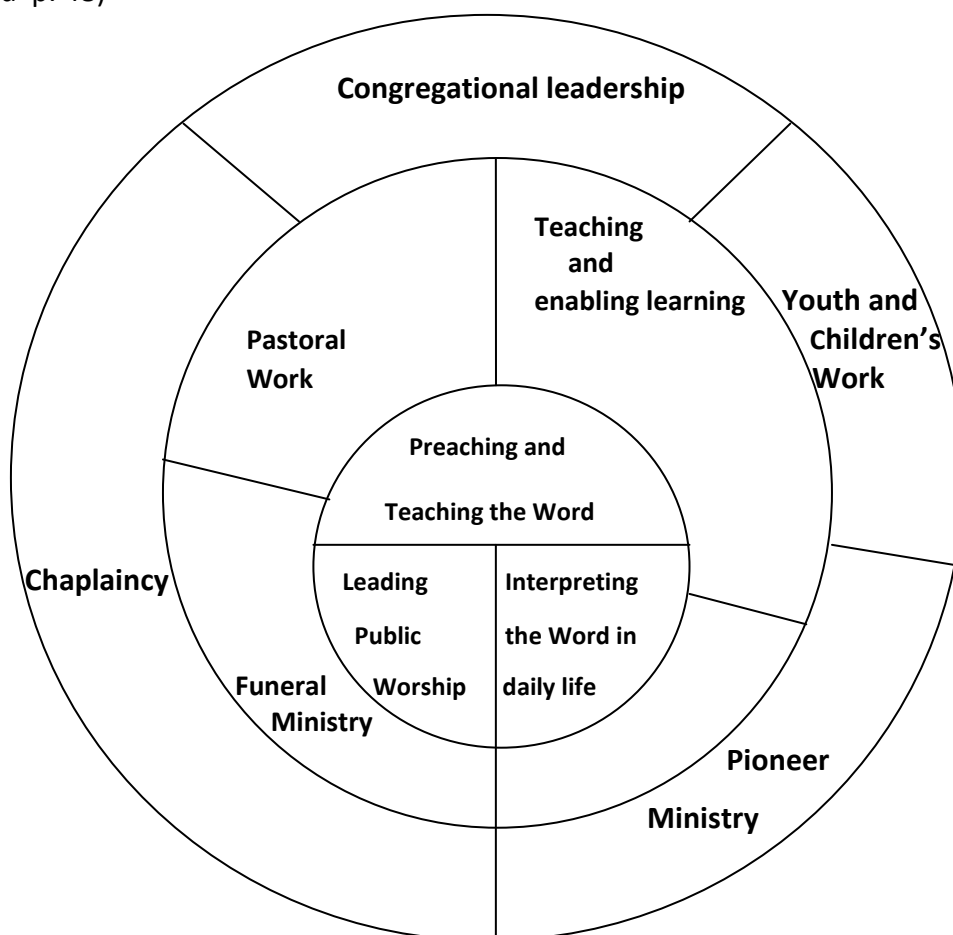 Congregational leadership
Teaching
and
enabling learning
Youth and
Children’s
Work
Pastoral
Work
Preaching and
Teaching the Word
Chaplaincy
Leading
Public
Worship
Interpreting
the Word in
daily life
Funeral
Ministry
Pioneer
Ministry